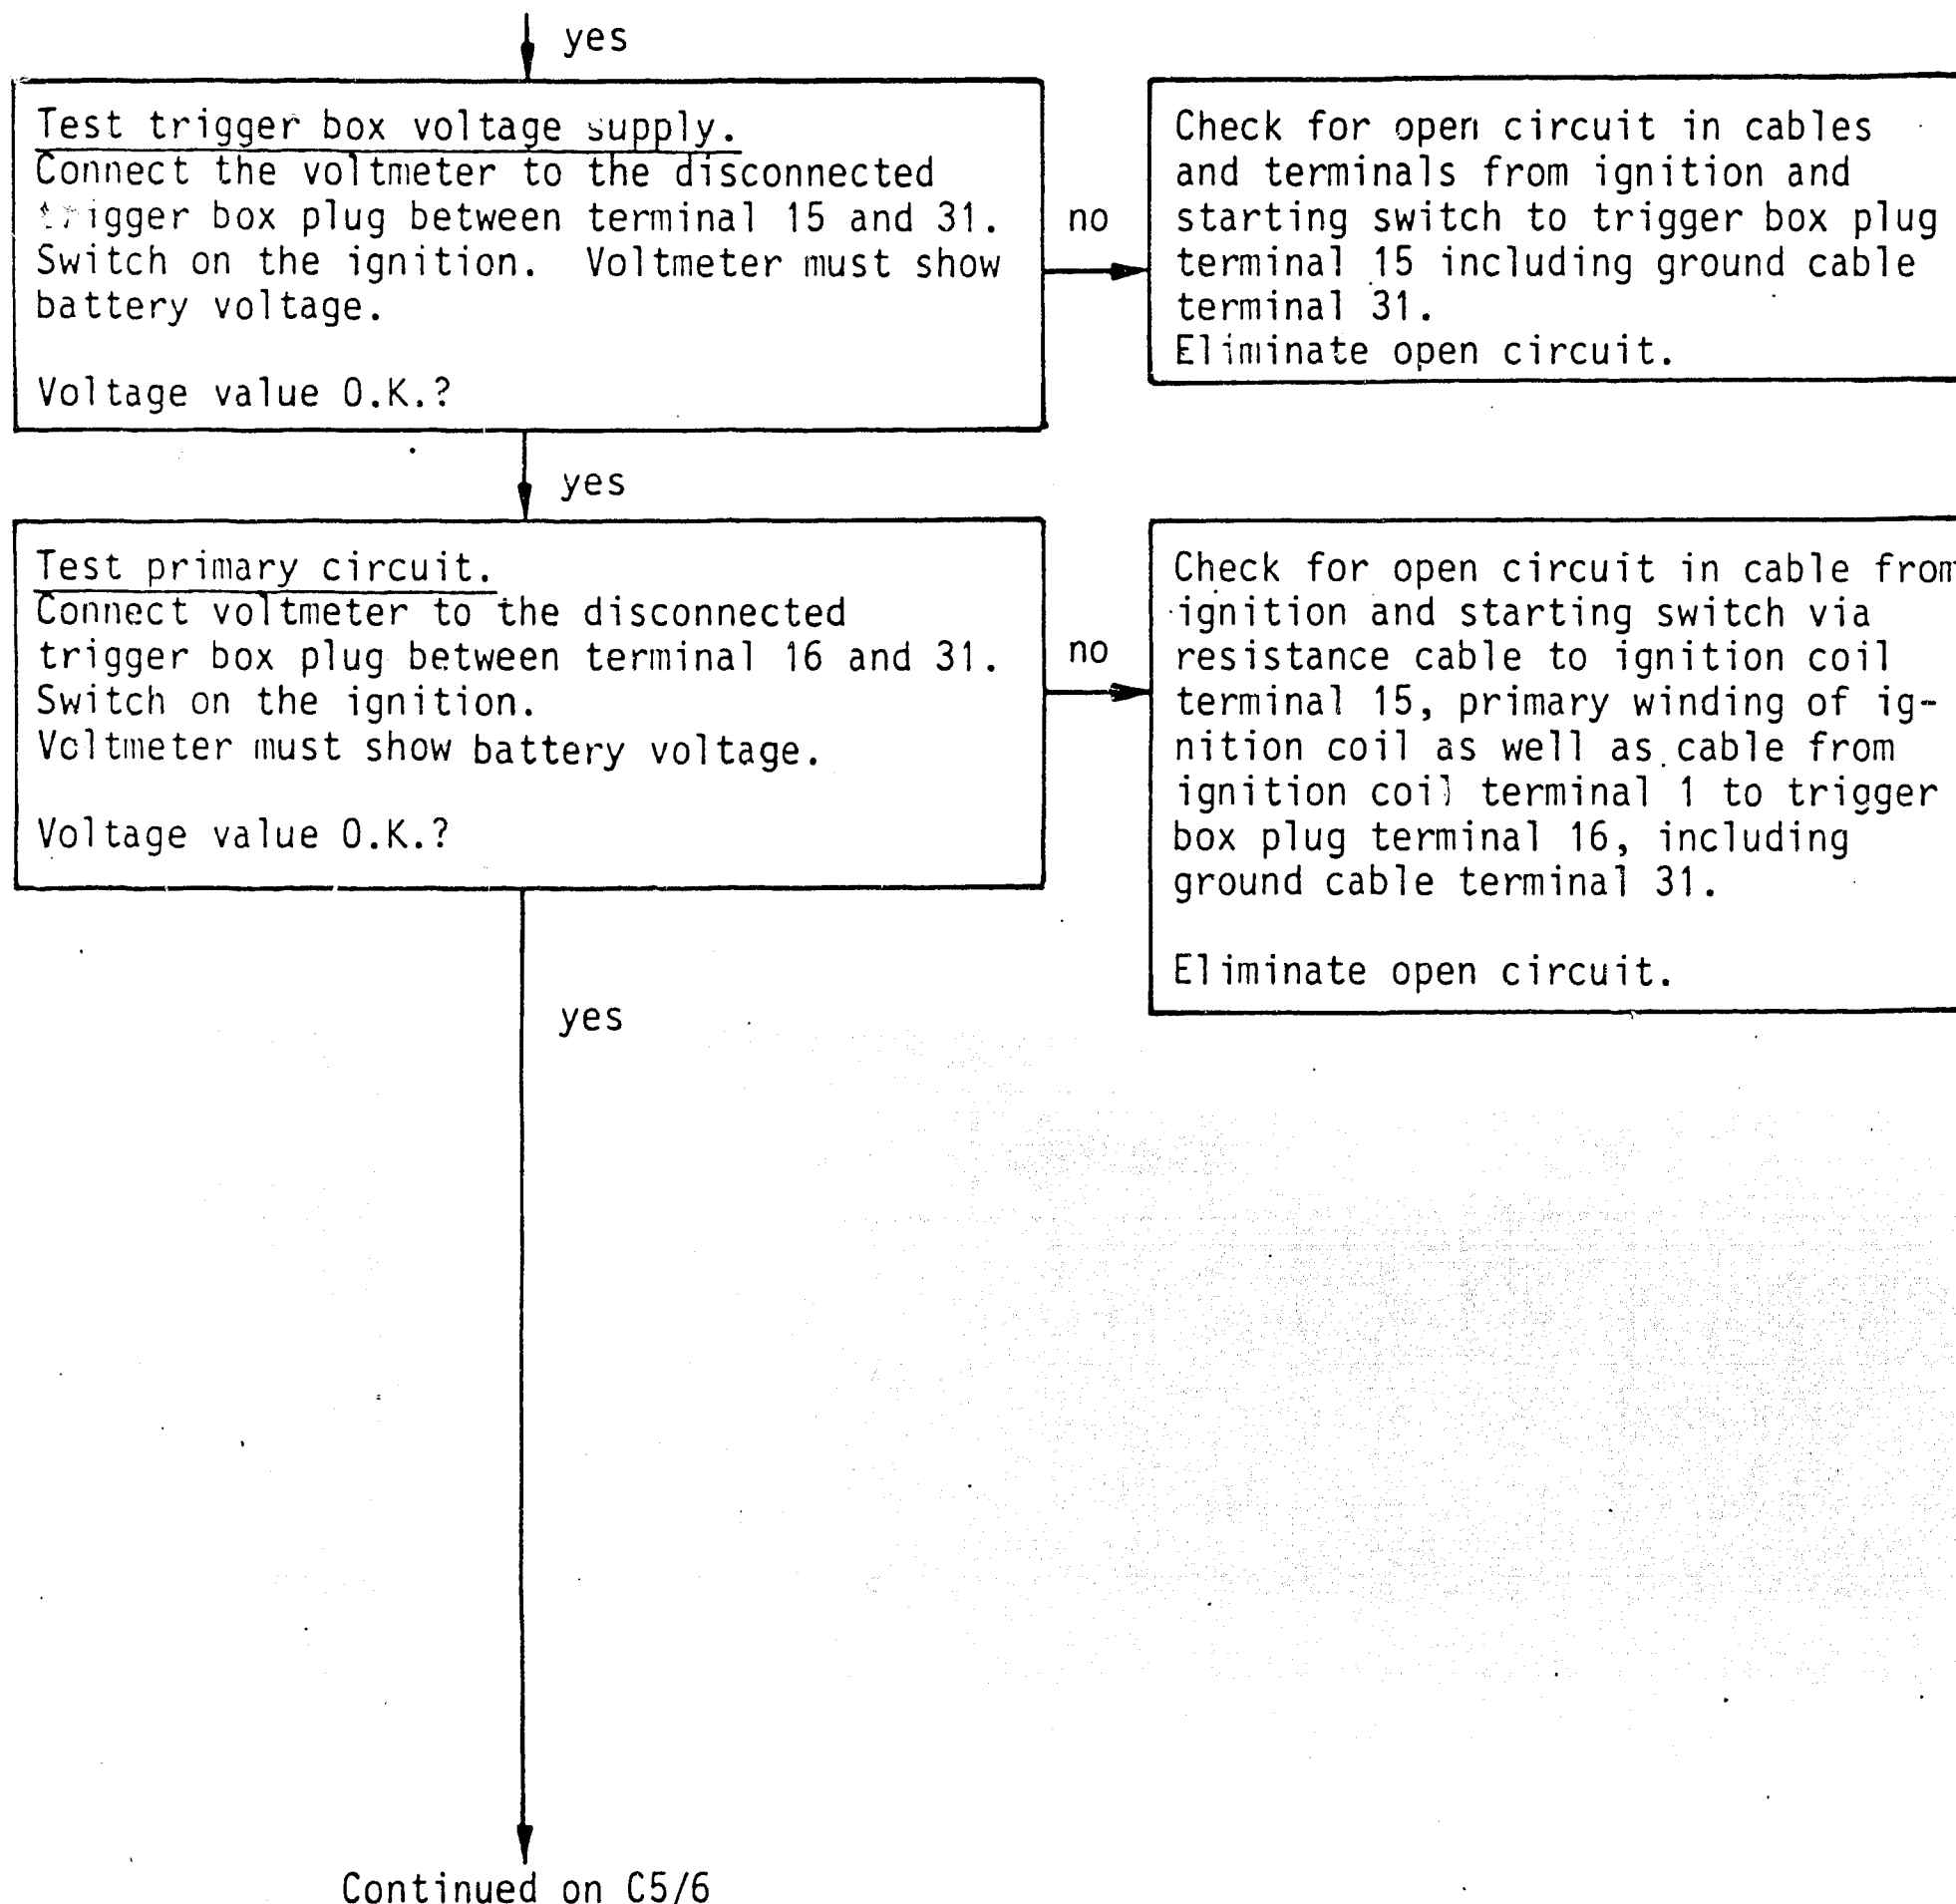 yes
Test trigger box voltage supply.
Connect the voltmeter to the disconnected
trigger box plug between terminal 15 and 31.
Switch on the ignition. Voltmeter must show
battery voltage.
Voltage value O.K.?
no
Check for open circuit in cables
and terminals from ignition and
starting switch to trigger box plug
terminal 15 including ground cable
terminal 31.
Eliminate open circuit.
yes
Test primary circuit.
Connect voltmeter to the disconnected
trigger box plug between terminal 16 and 31.
Switch on the ignition.
Voltmeter must show battery voltage.
Voltage value O.K.?
no
Check for open circuit in cable from
ignition and starting switch via
resistance cable to ignition coil
terminal 15, primary winding of ig-
nition coil as well as cable from
ignition coil terminal 1 to trigger
box plug terminal 16, including
ground cable terminal 31.
Eliminate open circuit.
yes
Continued on C5/6